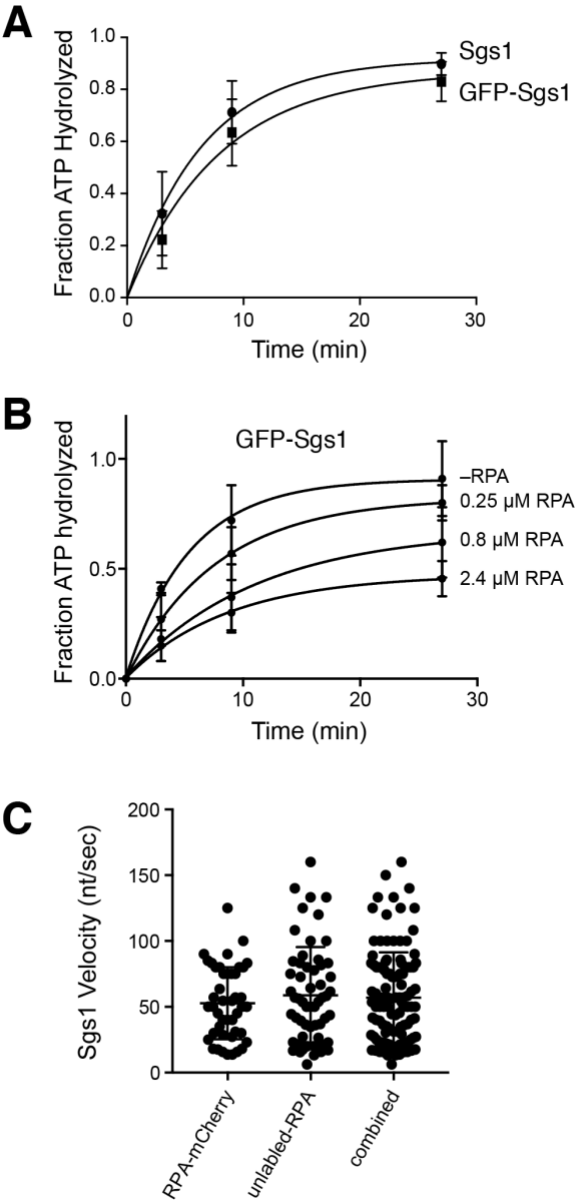 A
1.0
0.8
0.6
0.4
0.2
0.0
Fraction ATP Hydrolyzed
Sgs1
GFP-Sgs1
0
10
20
30
Time (min)
B
GFP-Sgs1
1.0
0.5
0.0
Fraction ATP hydrolyzed
–RPA
0.25 µM RPA
0.8 µM RPA
2.4 µM RPA
0
10
20
30
Time (min)
C
200
150
100
50
0
Sgs1 Velocity (nt/sec)
RPA-mCherry
unlabled-RPA
combined